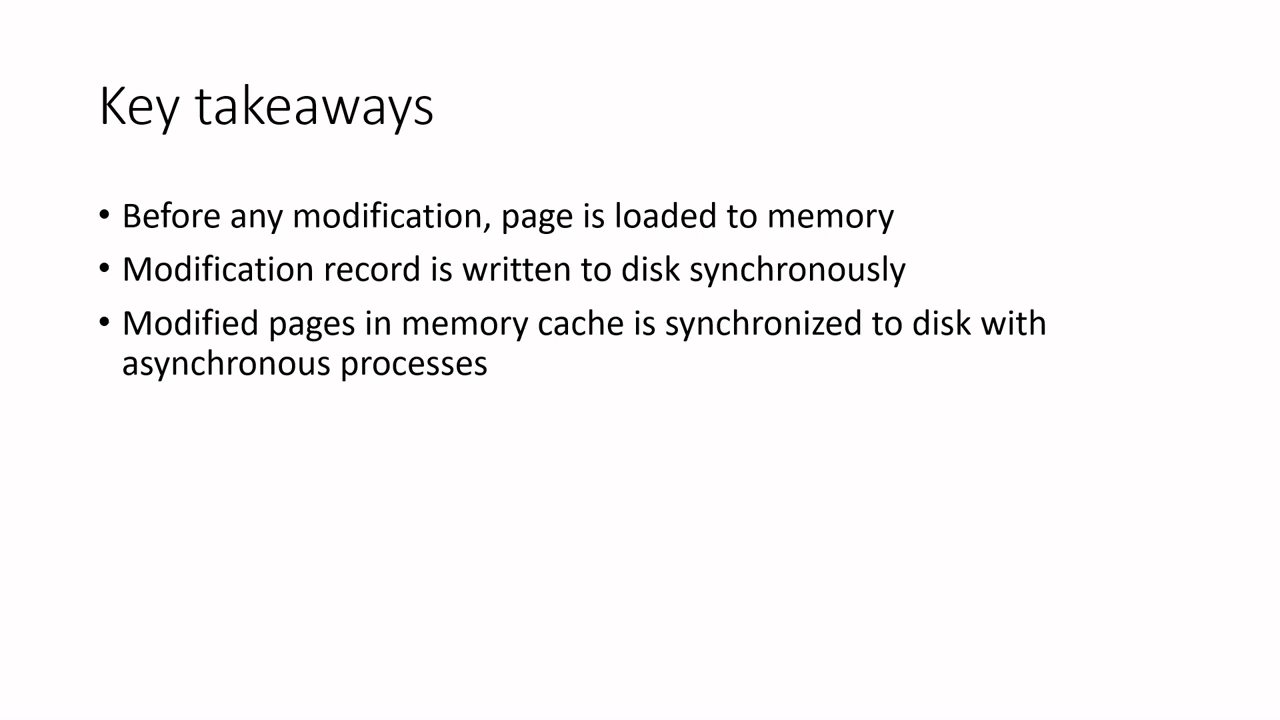 Key takeaways
• Before any modification, page is loaded to memory
• Modification record is written to disk synchronously
• Modified pages in memory cache is synchronized to disk with
asynchronous processes